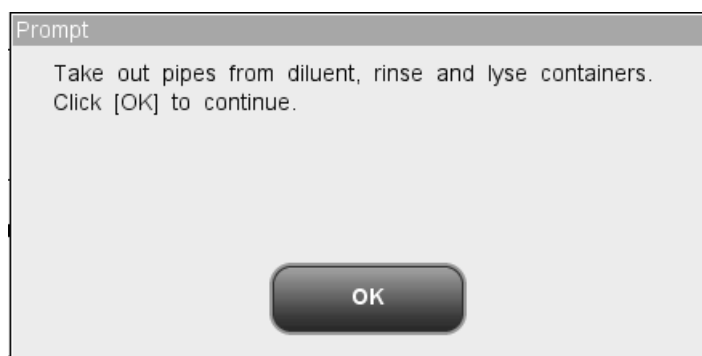 Prompt
Take out pipes from diluent, rinse and lyse containers.
Click [OK] to continue.
OK